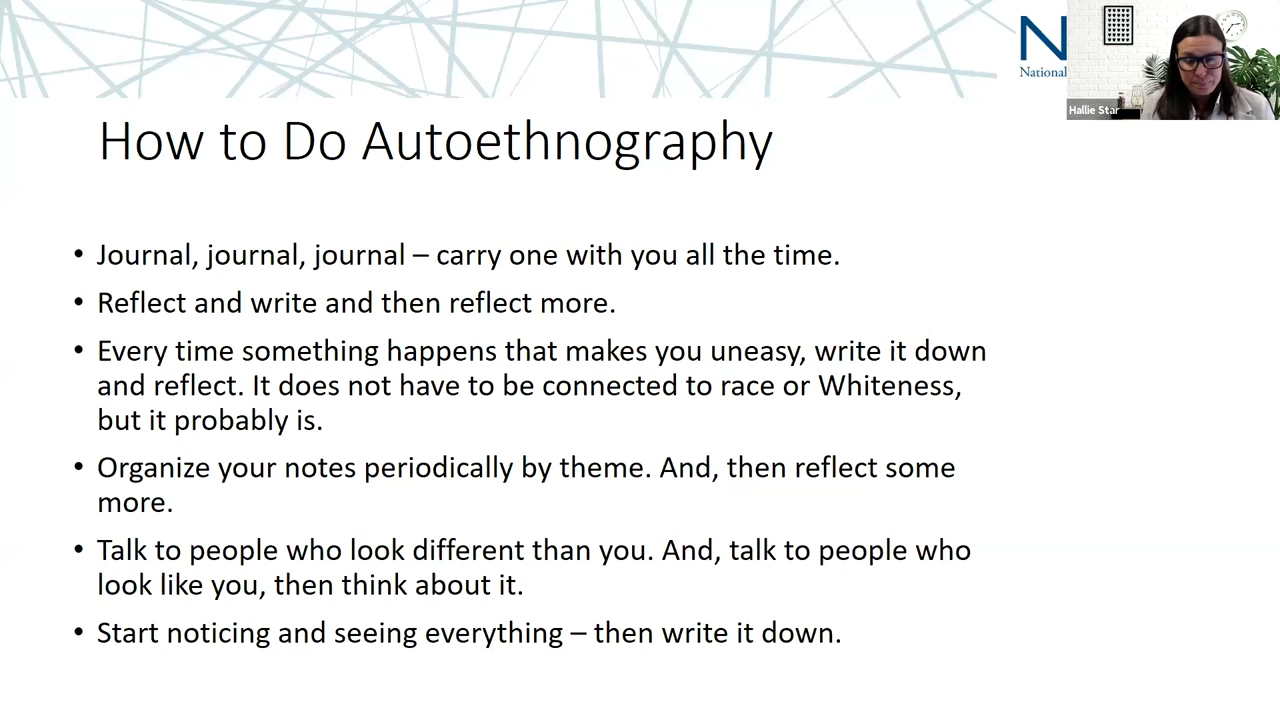 N
National
Hallie Star
How to Do Autoethnography
• Journal, journal, journal – carry one with you all the time.
• Reflect and write and then reflect more.
• Every time something happens that makes you uneasy, write it down
and reflect. It does not have to be connected to race or Whiteness,
but it probably is.
• Organize your notes periodically by theme. And, then reflect some
more.
• Talk to people who look different than you. And, talk to people who
look like you, then think about it.
• Start noticing and seeing everything – then write it down.